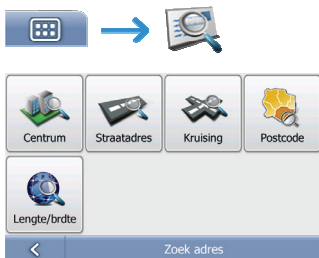 Centrum
Straatadres
Kruising
Postcode
Lengte/brdte
Zoek adres